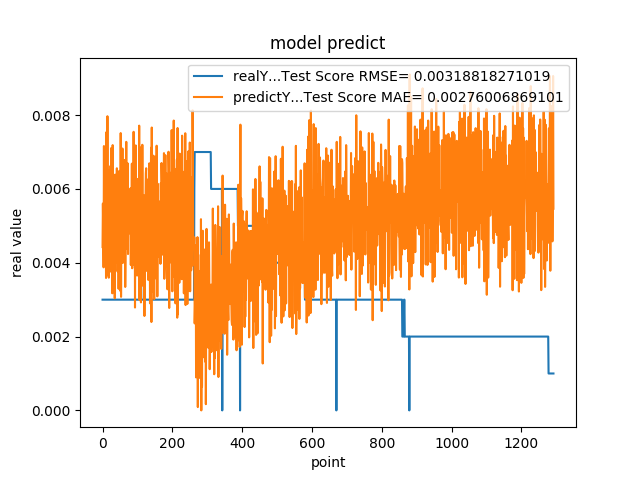 model predict
realY...Test Score RMSE= 0.00318818271019
predictY...Test Score MAE= 0.00276006869101
0.008
0.006
0.004
0.002
0.000
real value
0 200 400 600 800 1000 1200
point